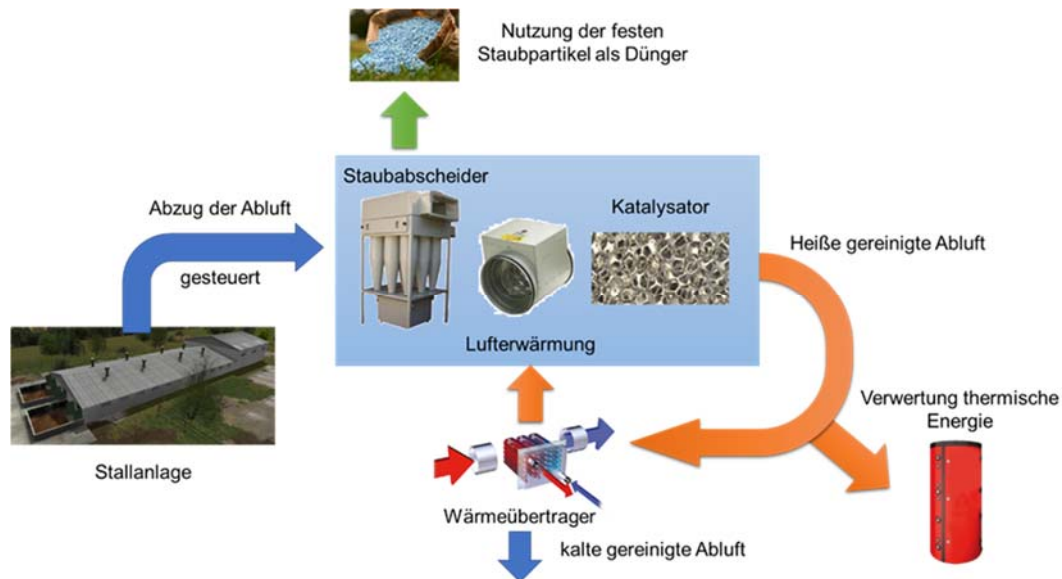 Nutzung der festen
Staubpartikel als Dünger
Staubabscheider
Abzug der Abluft
Katalysator
Heiße gereinigte Abluft
gesteuert
Lufterwärmung
Verwertung thermische
Energie
Stallanlage
Wärmeübertrager
kalte gereinigte Abluft